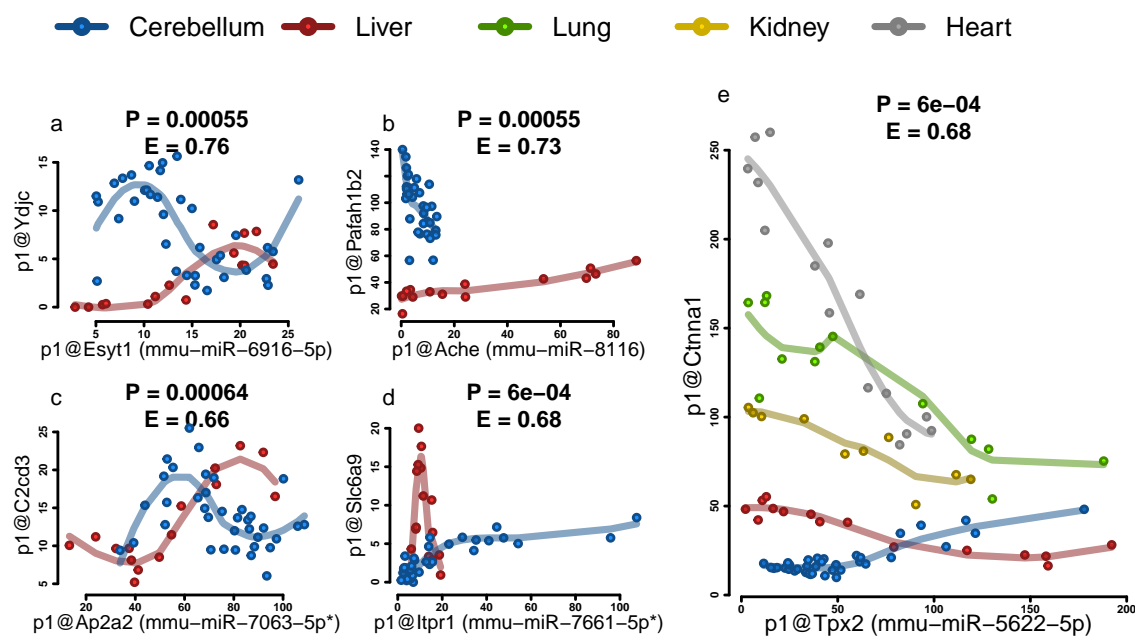 Cerebellum Liver Lung Kidney Heart
a
P = 0.00055
E = 0.76
p1@Ydjc
0 5 10 15
5 10 15 20 25
p1@Esyt1 (mmu−miR−6916−5p)
b
P = 0.00055
E = 0.73
p1@Pafah1b2
20 40 60 80 100 120 140
0 20 40 60 80
p1@Ache (mmu−miR−8116)
c
P = 0.00064
E = 0.66
p1@C2cd3
5 10 15 20 25
20 40 60 80 100
p1@Ap2a2 (mmu−miR−7063−5p*)
d
P = 6e−04
E = 0.68
p1@Slc6a9
0 5 10 15 20
0 20 40 60 80 100
p1@Itpr1 (mmu−miR−7661−5p*)
e
P = 6e−04
E = 0.68
p1@Ctnna1
0 50 100 150 200 250
0 50 100 150 200
p1@Tpx2 (mmu−miR−5622−5p)